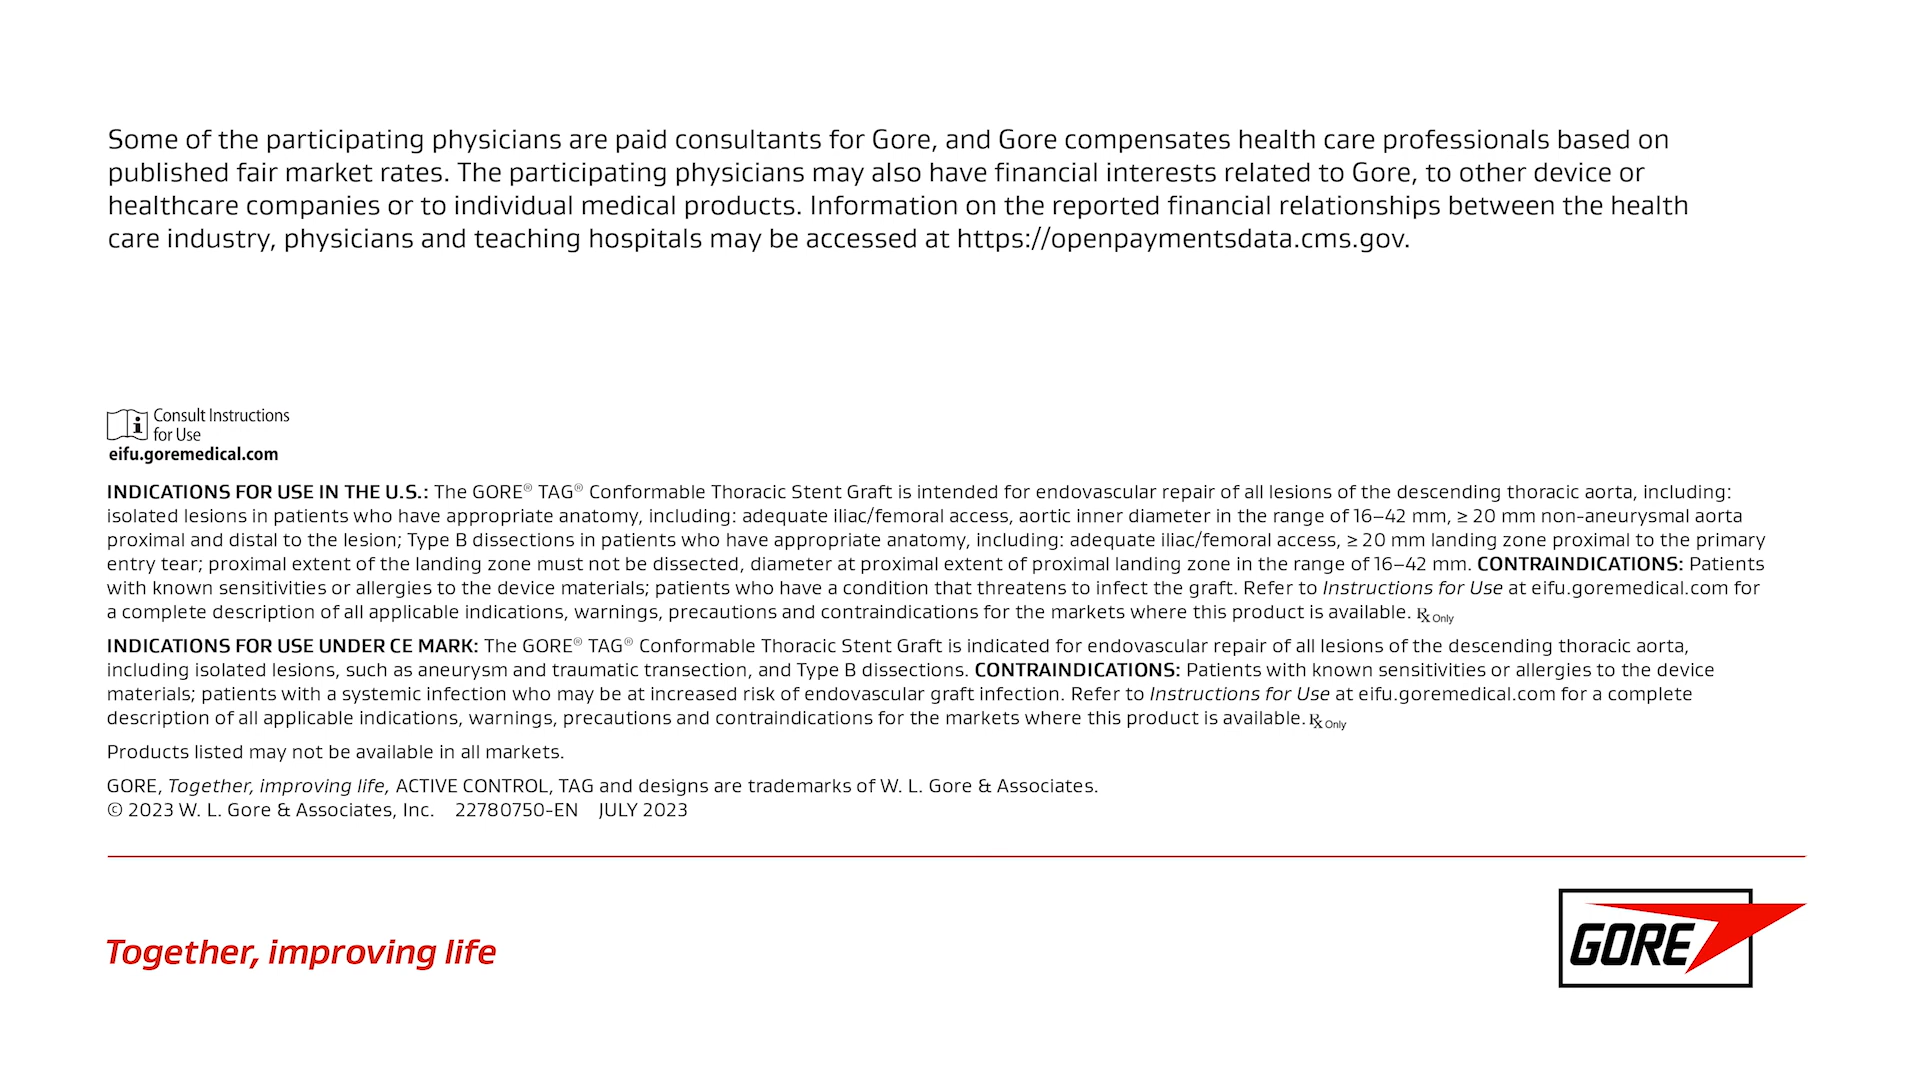 Some of the participating physicians are paid consultants for Gore, and Gore compensates health care professionals based on
published fair market rates. The participating physicians may also have financial interests related to Gore, to other device or
healthcare companies or to individual medical products. Information on the reported financial relationships between the health
care industry, physicians and teaching hospitals may be accessed at https://openpaymentsdata.cms.gov.
Consult Instructions
for Use
eifu.goremedical.com
INDICATIONS FOR USE IN THE U.S.: The GORE® TAG® Conformable Thoracic Stent Graft is intended for endovascular repair of all lesions of the descending thoracic aorta, including:
isolated lesions in patients who have appropriate anatomy, including: adequate iliac/femoral access, aortic inner diameter in the range of 16–42 mm, ≥ 20 mm non-aneurysmal aorta
proximal and distal to the lesion; Type B dissections in patients who have appropriate anatomy, including: adequate iliac/femoral access, ≥ 20 mm landing zone proximal to the primary
entry tear; proximal extent of the landing zone must not be dissected, diameter at proximal extent of proximal landing zone in the range of 16–42 mm. CONTRAINDICATIONS: Patients
with known sensitivities or allergies to the device materials; patients who have a condition that threatens to infect the graft. Refer to Instructions for Use at eifu.goremedical.com for
a complete description of all applicable indications, warnings, precautions and contraindications for the markets where this product is available. ℞ Only
INDICATIONS FOR USE UNDER CE MARK: The GORE® TAG® Conformable Thoracic Stent Graft is indicated for endovascular repair of all lesions of the descending thoracic aorta,
including isolated lesions, such as aneurysm and traumatic transection, and Type B dissections. CONTRAINDICATIONS: Patients with known sensitivities or allergies to the device
materials; patients with a systemic infection who may be at increased risk of endovascular graft infection. Refer to Instructions for Use at eifu.goremedical.com for a complete
description of all applicable indications, warnings, precautions and contraindications for the markets where this product is available. ℞ Only
Products listed may not be available in all markets.
GORE, Together, improving life, ACTIVE CONTROL, TAG and designs are trademarks of W. L. Gore & Associates.
© 2023 W. L. Gore & Associates, Inc. 22780750-EN JULY 2023
Together, improving life
GORE